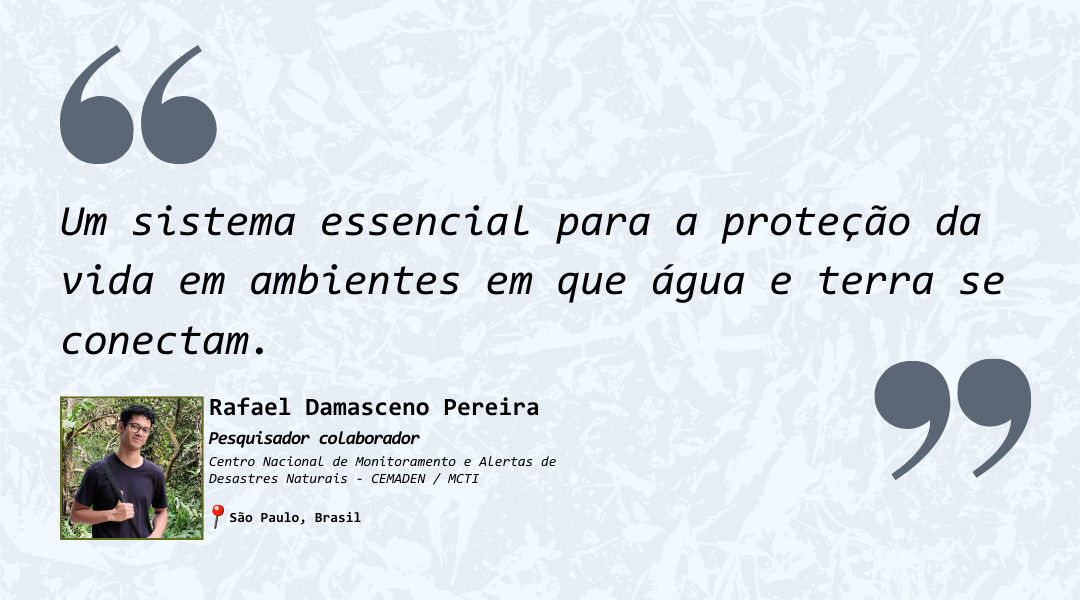 Um sistema essencial para a proteção da
vida em ambientes em que água e terra se
conectam.
Rafael Damasceno Pereira
Pesquisador colaborador
Centro Nacional de Monitoramento e Alertas de
Desastres Naturais - CEMADEN / MCTI
São Paulo, Brasil